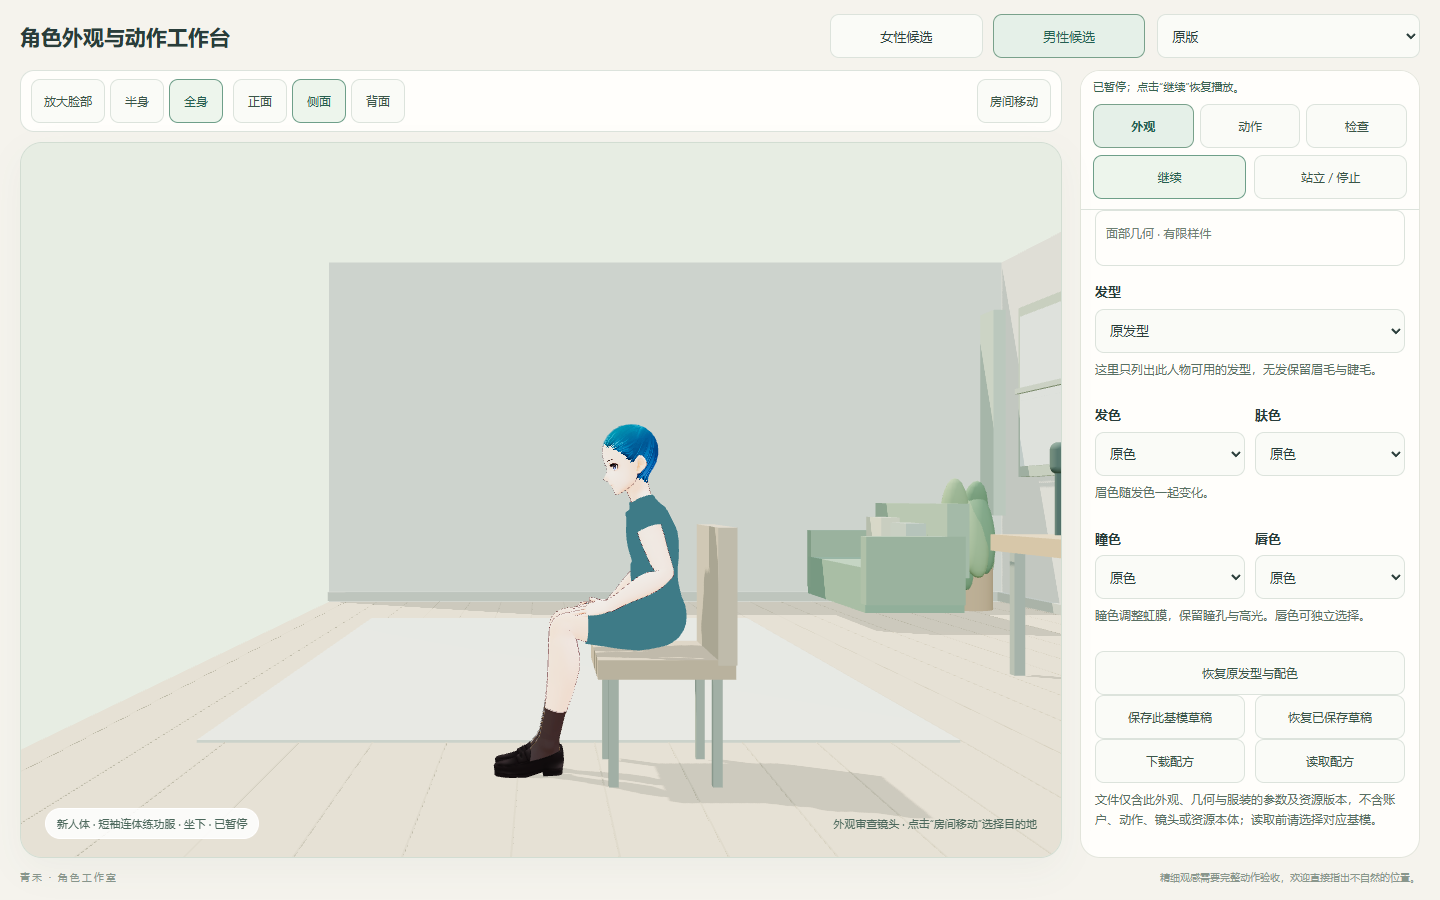 角色外观与动作工作台
女性候选
男性候选
原版
放大脸部
半身
全身
正面
侧面
背面
房间移动
已暂停；点击“继续”恢复播放。
外观
动作
检查
继续
站立 / 停止
面部几何 · 有限样件
发型
原发型
这里只列出此人物可用的发型，无发保留眉毛与睫毛。
发色
肤色
原色
原色
眉色随发色一起变化。
瞳色
唇色
原色
原色
瞳色调整虹膜，保留瞳孔与高光。唇色可独立选择。
恢复原发型与配色
保存此基模草稿
恢复已保存草稿
下载配方
读取配方
文件仅含此外观、几何与服装的参数及资源版本，不含账
户、动作、镜头或资源本体；读取前请选择对应基模。
新人体 · 短袖连体练功服 · 坐下 · 已暂停
外观审查镜头 · 点击“房间移动”选择目的地
青禾 · 角色工作室
精细观感需要完整动作验收，欢迎直接指出不自然的位置。